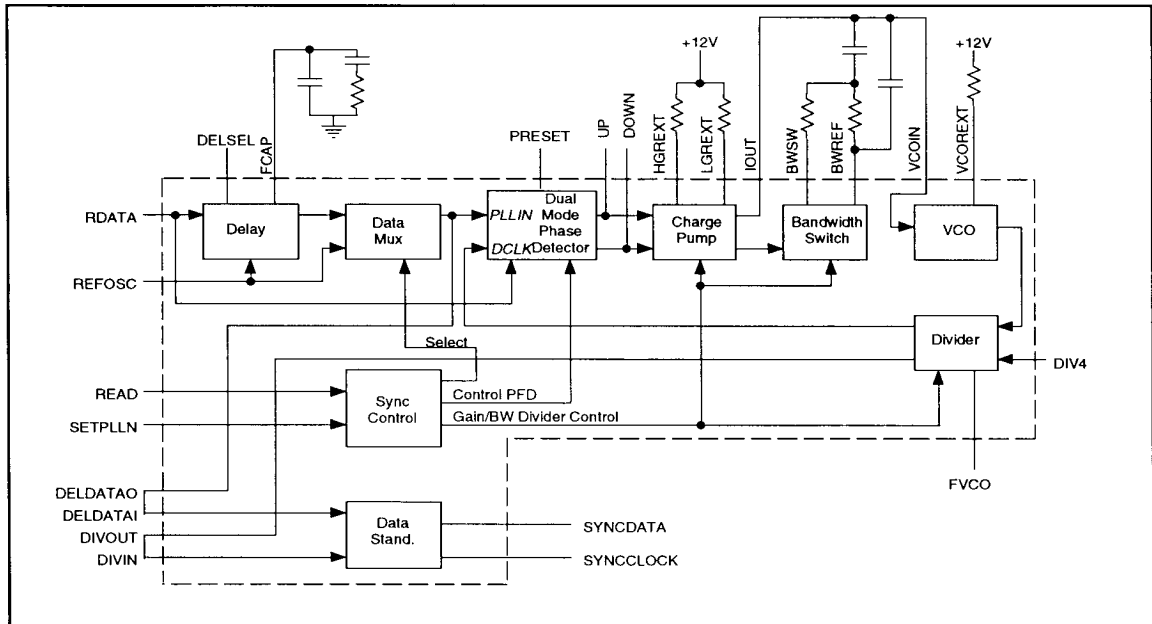 +12V
+12V
DELSEL
FCAP
PRESET
UP
DOWN
HGREXT
LGREXT
IOUT
BWSW
BWREF
VCOIN
VCOREXT
RDATA
Delay
Data
Mux
PLLIN
DCLK
Dual
Mode
Phase
Detector
Charge
Pump
Bandwidth
Switch
VCO
REFOSC
Select
Divider
DIV4
READ
SETPLLN
Sync
Control
Control PFD
Gain/BW Divider Control
FVCO
DELDATAO
DELDATAI
DIVOUT
DIVIN
Data
Stand.
SYNCDATA
SYNCCLOCK